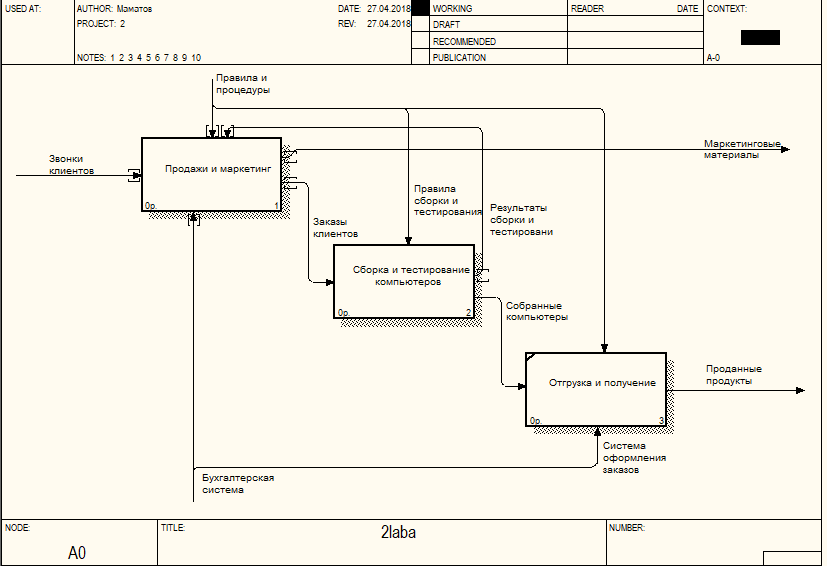 USED AT:
AUTHOR: Маматов
DATE: 27.04.2018
WORKING
READER
DATE
CONTEXT:
PROJECT: 2
REV: 27.04.2018
DRAFT
RECOMMENDED
NOTES: 1 2 3 4 5 6 7 8 9 10
PUBLICATION
A-0
Правила и
процедуры
Звонки
клиентов
Продажи и маркетинг
0р.
1
Маркетинговые
материалы
Заказы
клиентов
Правила
сборки и
тестирования
Результаты
сборки и
тестировани
Сборка и тестирование
компьютеров
0р.
2
Собранные
компьютеры
Отгрузка и получение
0р.
3
Проданные
продукты
Система
оформления
заказов
Бухгалтерская
система
NODE:
A0
TITLE:
2laba
NUMBER: